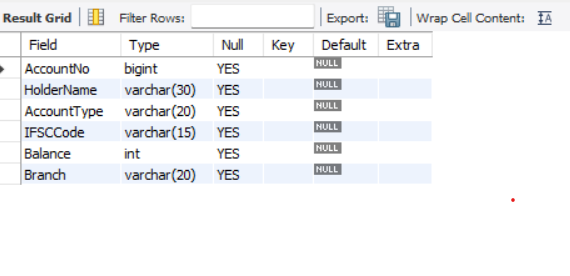 Result Grid Filter Rows: Export: Wrap Cell Content: IA
Field Type Null Key Default Extra
AccountNo bigint YES NULL
HolderName varchar(30) YES NULL
AccountType varchar(20) YES NULL
IFSCCode varchar(15) YES NULL
Balance int YES NULL
Branch varchar(20) YES NULL